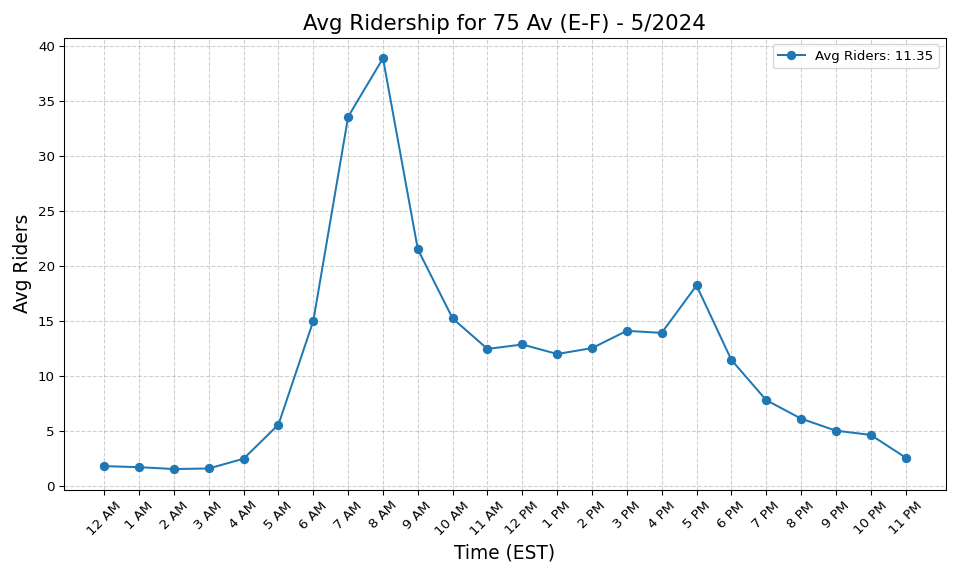 Avg Ridership for 75 Av (E-F) - 5/2024
Avg Riders: 11.35
Avg Riders
40
35
30
25
20
15
10
5
0
12 AM
1 AM
2 AM
3 AM
4 AM
5 AM
6 AM
7 AM
8 AM
9 AM
10 AM
11 AM
12 PM
1 PM
2 PM
3 PM
4 PM
5 PM
6 PM
7 PM
8 PM
9 PM
10 PM
11 PM
Time (EST)